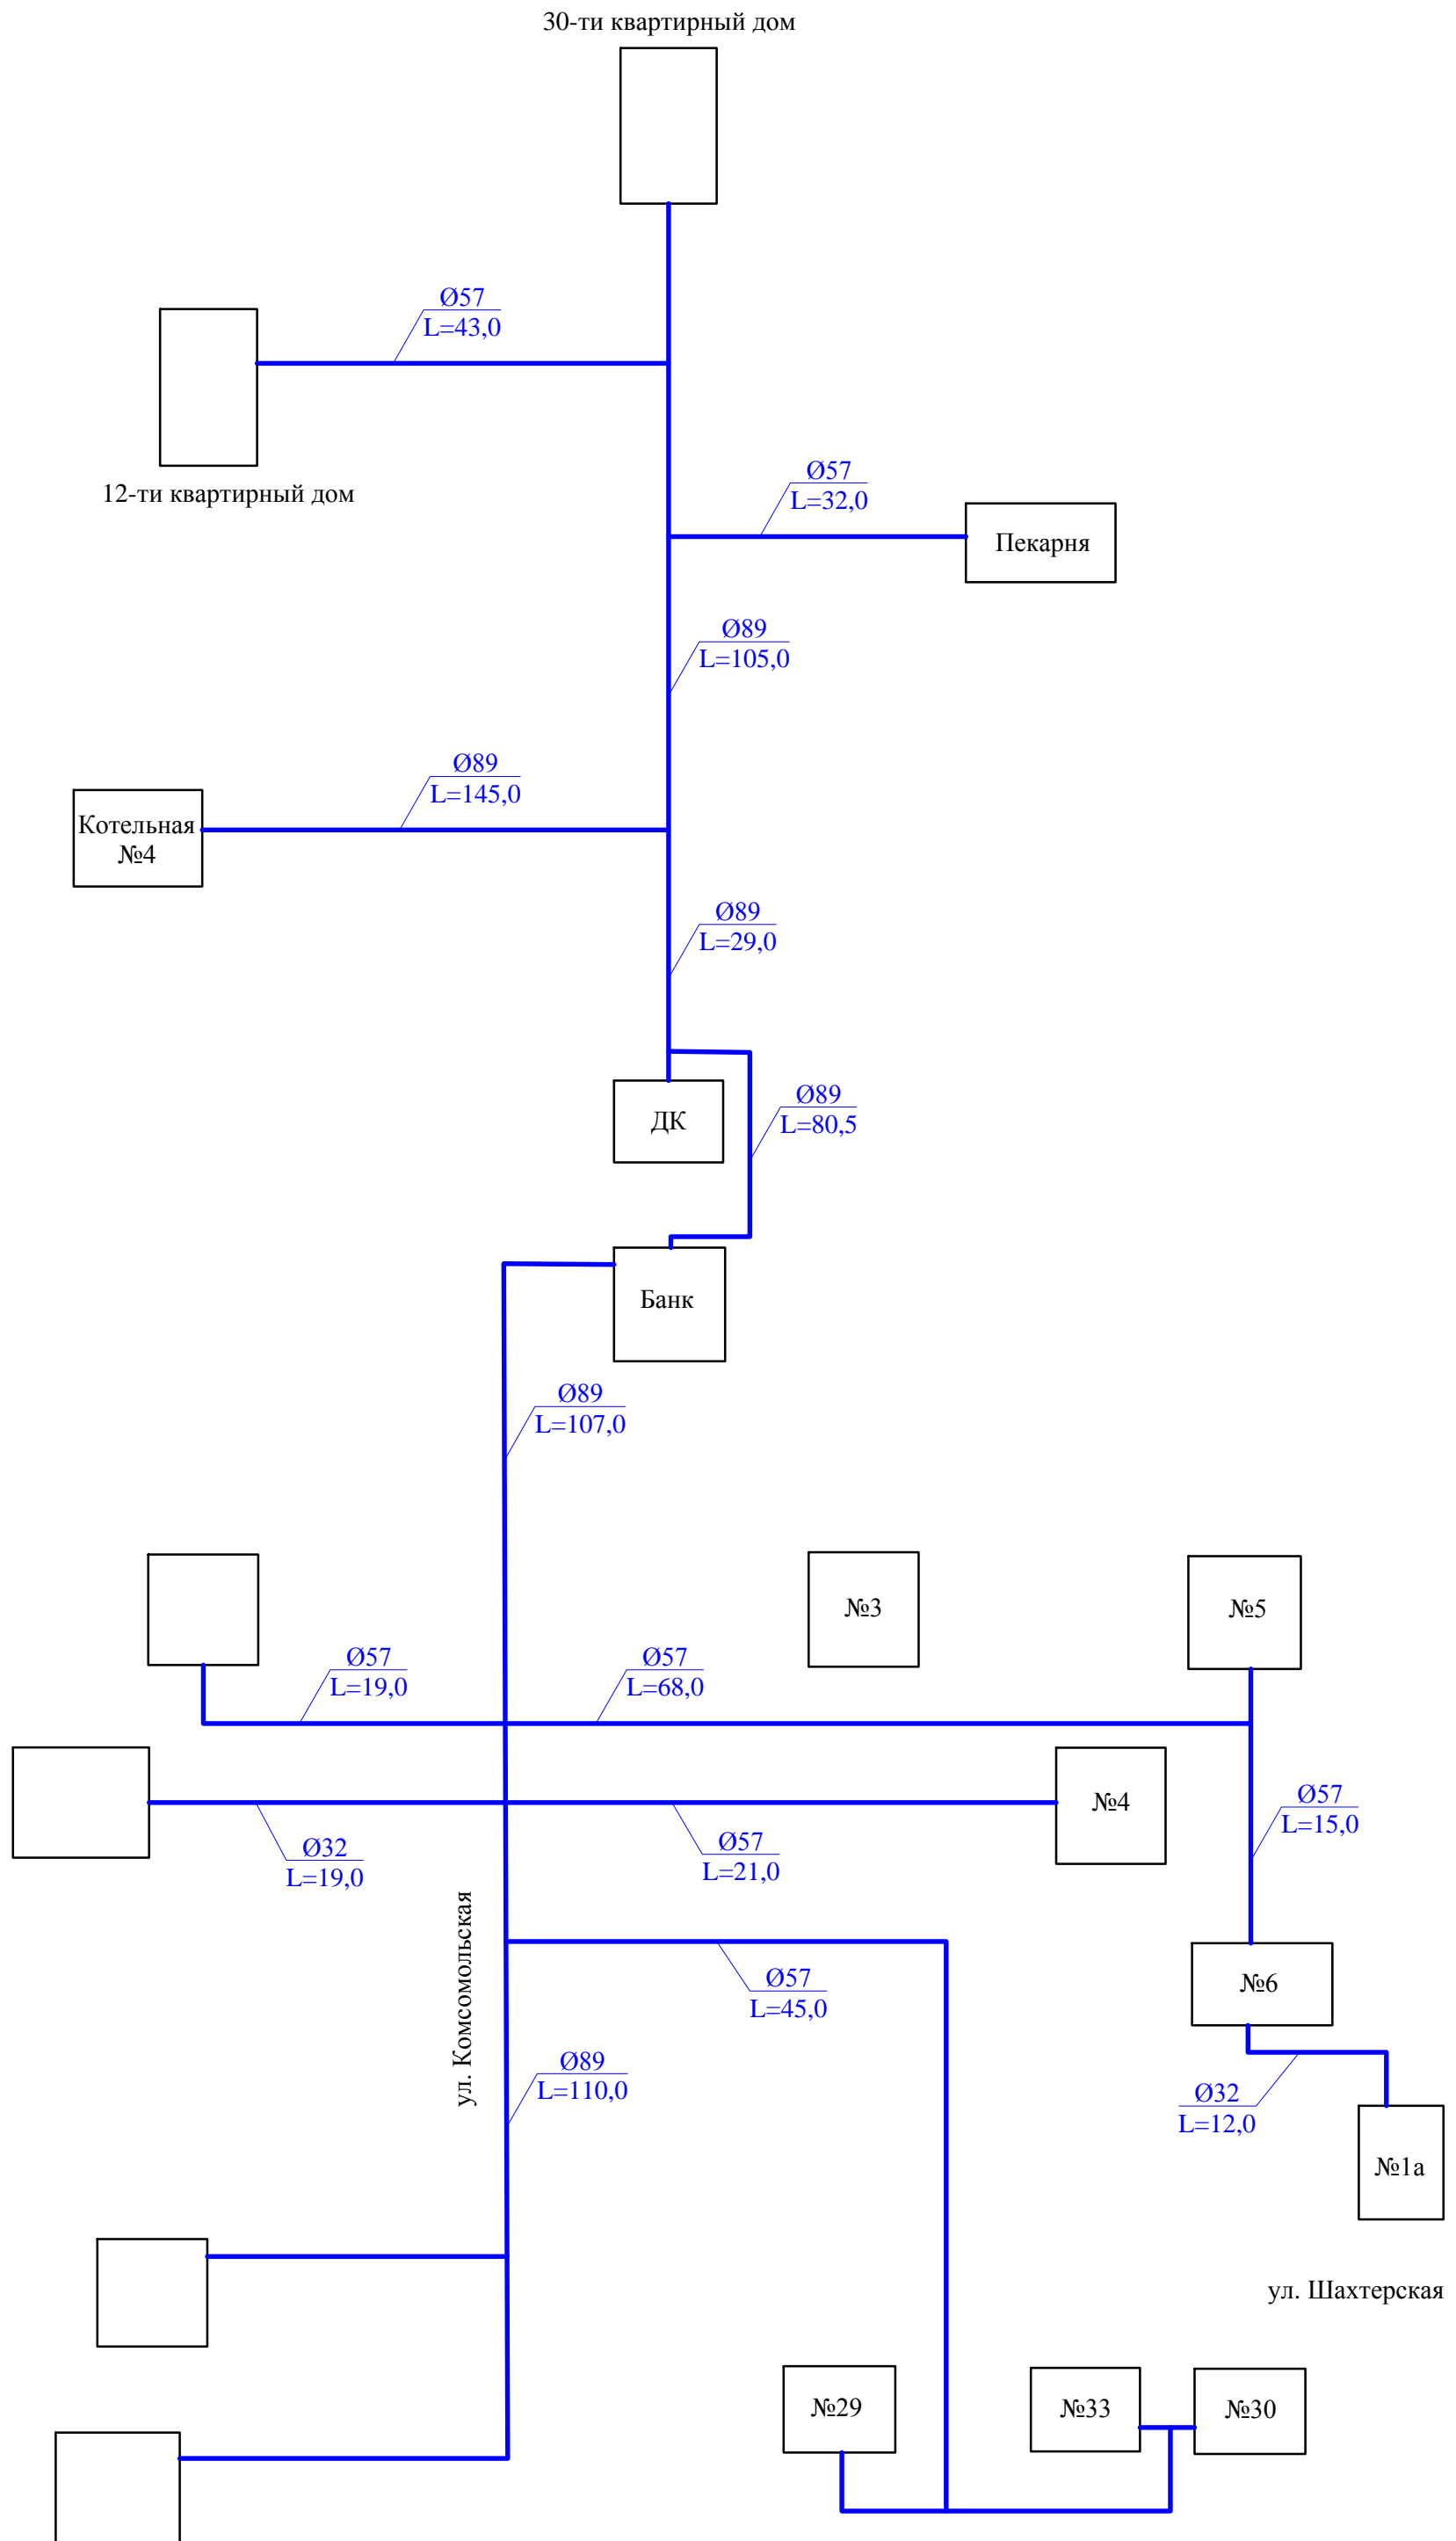 30-ти квартирный дом
Ø57
L=43,0
12-ти квартирный дом
Ø57
L=32,0
Пекарня
Ø89
L=105,0
Ø89
L=145,0
Котельная
№4
Ø89
L=29,0
ДК
Ø89
L=80,5
Банк
Ø89
L=107,0
№3
№5
Ø57
L=19,0
Ø57
L=68,0
№4
Ø57
L=15,0
Ø32
L=19,0
Ø57
L=21,0
ул. Комсомольская
Ø57
L=45,0
№6
Ø89
L=110,0
Ø32
L=12,0
№1а
ул. Шахтерская
№29
№33
№30